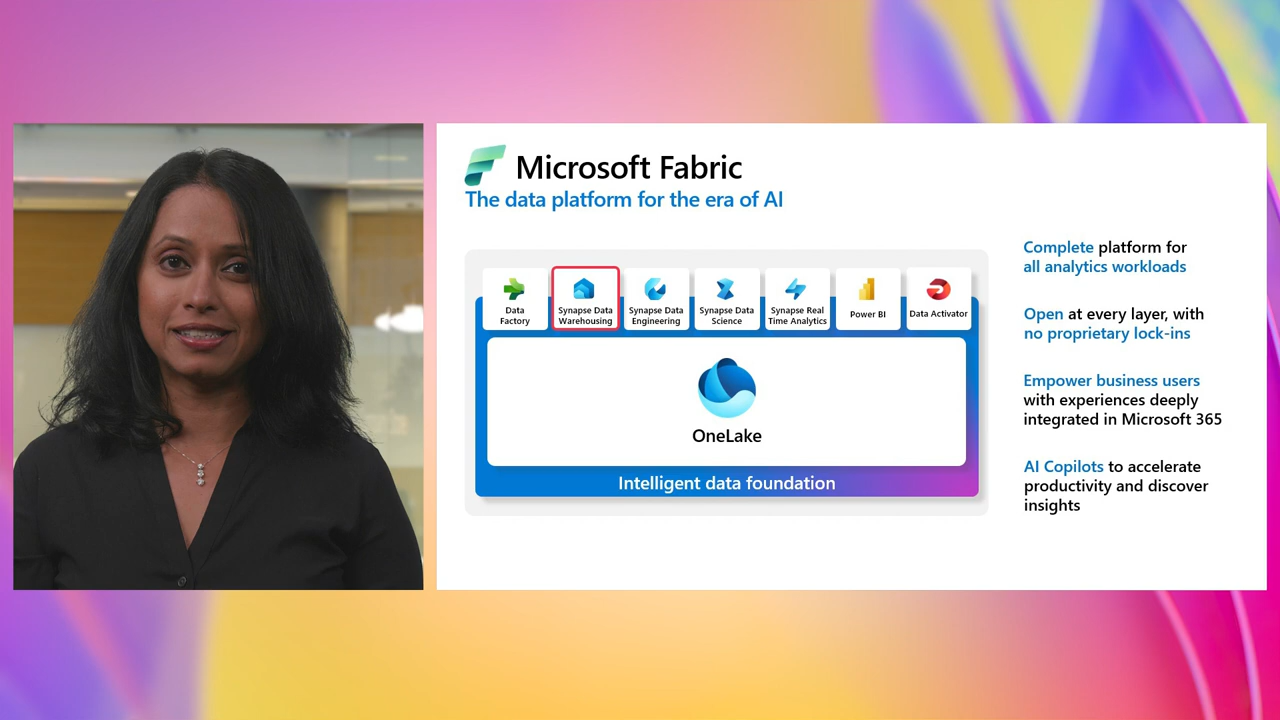 Microsoft Fabric
The data platform for the era of AI
Data
Factory
Synapse Data
Warehousing
Synapse Data
Engineering
Synapse Data
Science
Synapse Real
Time Analytics
Power BI
Data Activator
OneLake
Intelligent data foundation
Complete platform for
all analytics workloads
Open at every layer, with
no proprietary lock-ins
Empower business users
with experiences deeply
integrated in Microsoft 365
AI Copilots to accelerate
productivity and discover
insights